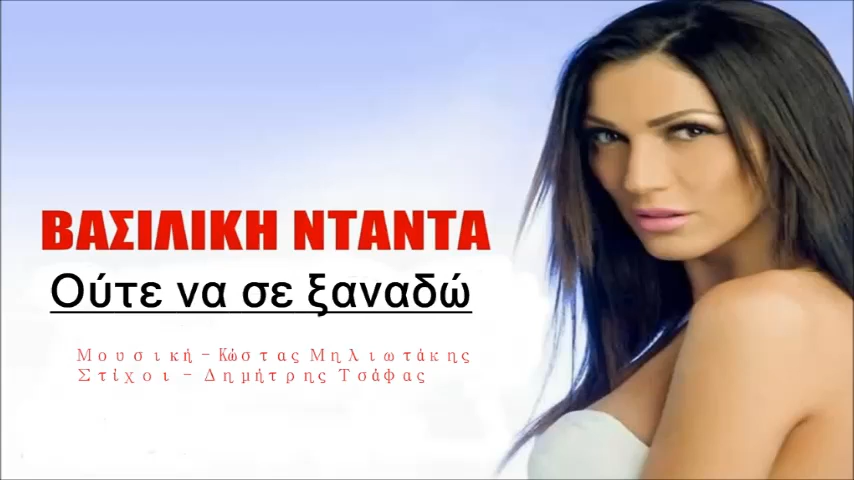 ΒΑΣΙΛΙΚΗ ΝΤΑΝΤΑ
Ούτε να σε ξαναδώ
Μουσική - Κώστας Μηλιωτάκης
Στίχοι - Δημήτρης Τσάφας